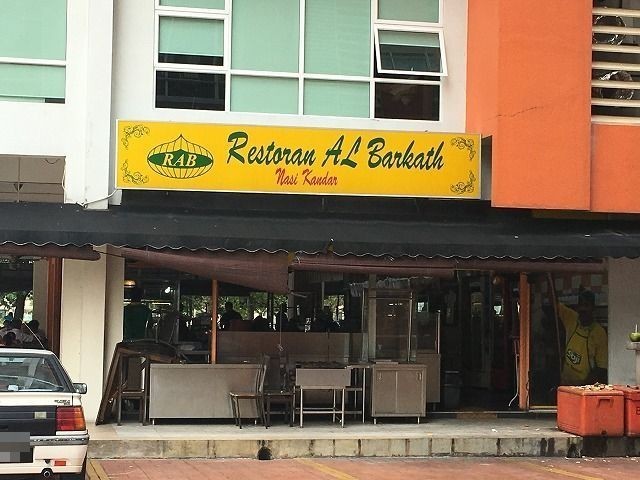 RAB
Restoran AL Barkath
Nasi Kandar